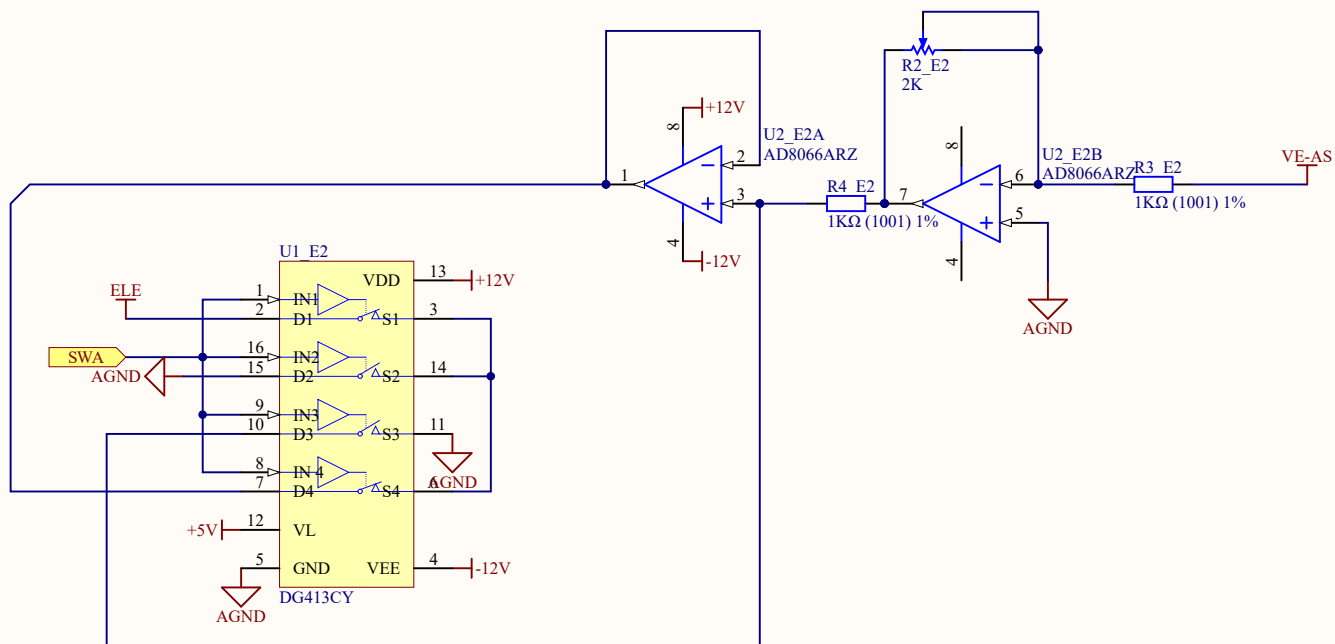 R2_E2
2K
+12V
8
U2_E2A
AD8066ARZ
2
1
3
4
-12V
R4_E2
1KΩ (1001) 1%
8
U2_E2B
AD8066ARZ
7
6
5
4
R3_E2
1KΩ (1001) 1%
VE-AS
AGND
U1_E2
VDD
13
+12V
ELE
1
IN1
2
D1
S1
3
SWA
16
IN2
AGND
15
D2
S2
14
9
IN3
10
D3
S3
11
8
IN 4
AGND
7
D4
S4
6
+5V
12
VL
5
GND
VEE
4
-12V
AGND
DG413CY